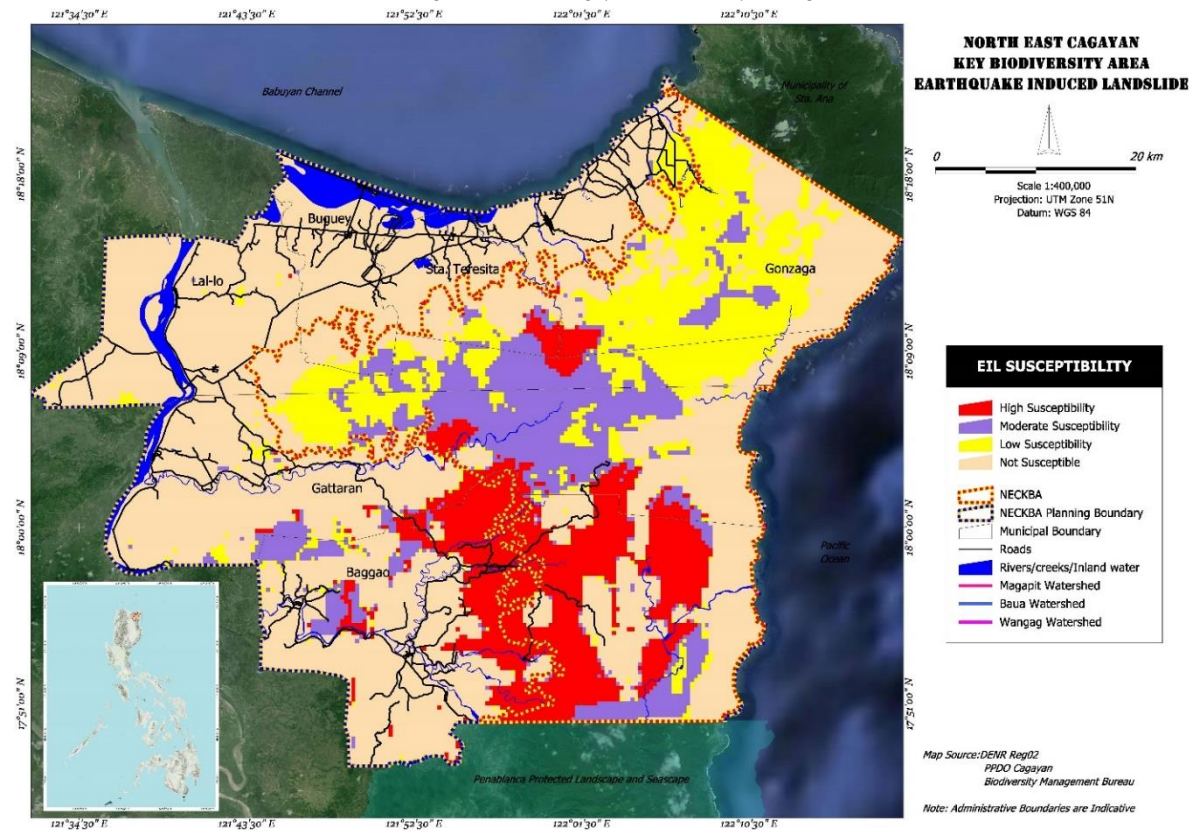 121°34'30" E
121°43'30" E
121°52'30" E
122°01'30" E
122°10'30" E
NORTH EAST CAGAYAN
KEY BIODIVERSITY AREA
EARTHQUAKE INDUCED LANDSLIDE
0
20 km
Scale 1:400,000
Projection: UTM Zone 51N
Datum: WGS 84
Babuyan Channel
Municipality of
Sta. Ana
18°18'00" N
18°18'00" N
Buguey
Lal-lo
Sta. Teresita
Gonzaga
18°09'00" N
18°09'00" N
EIL SUSCEPTIBILITY
High Susceptibility
Moderate Susceptibility
Low Susceptibility
Not Susceptible
NECKBA
NECKBA Planning Boundary
Municipal Boundary
Roads
Rivers/creeks/Inland water
Magapit Watershed
Baua Watershed
Wangag Watershed
Gattaran
18°00'00" N
18°00'00" N
Baggao
Pacific
Ocean
17°51'00" N
17°51'00" N
Penablanca Protected Landscape and Seascape
Map Source:DENR Reg02
PPDO Cagayan
Biodiversity Management Bureau
Note: Administrative Boundaries are Indicative
121°34'30" E
121°43'30" E
121°52'30" E
122°01'30" E
122°10'30" E